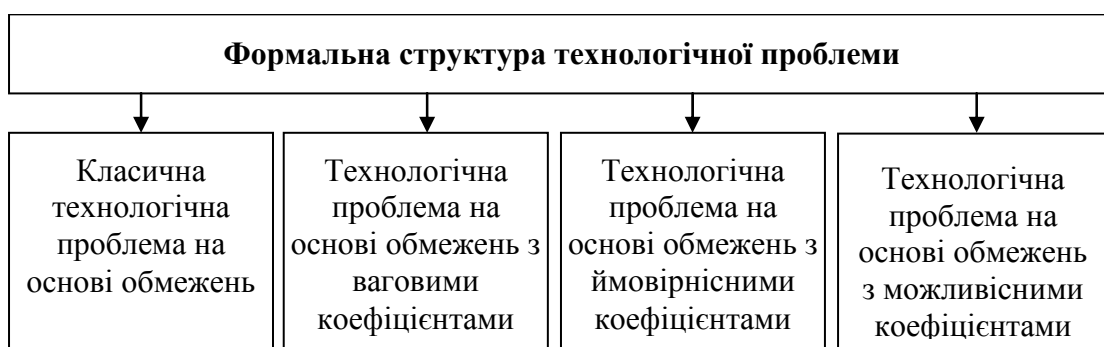 Формальна структура технологічної проблеми
Класична
технологічна
проблема на
основі обмежень
Технологічна
проблема на
основі обмежень з
ваговими
коефіцієнтами
Технологічна
проблема на
основі обмежень з
ймовірнісними
коефіцієнтами
Технологічна
проблема на
основі обмежень
з можливісними
коефіцієнтами